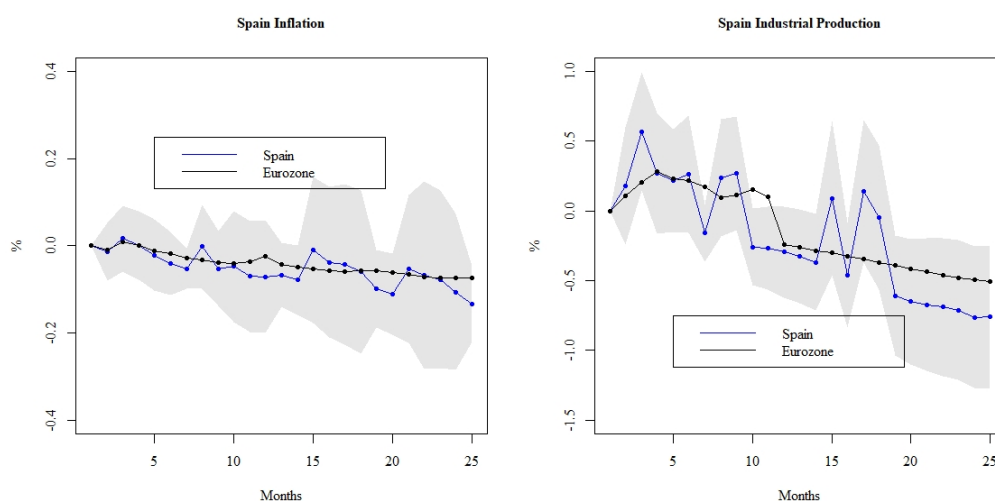 Spain Inflation
0.4
0.2
0.0
-0.2
-0.4
%
Spain
Eurozone
5
10
15
20
25
Months
Spain Industrial Production
1.0
0.5
0.0
-0.5
-1.0
-1.5
%
Spain
Eurozone
5
10
15
20
25
Months